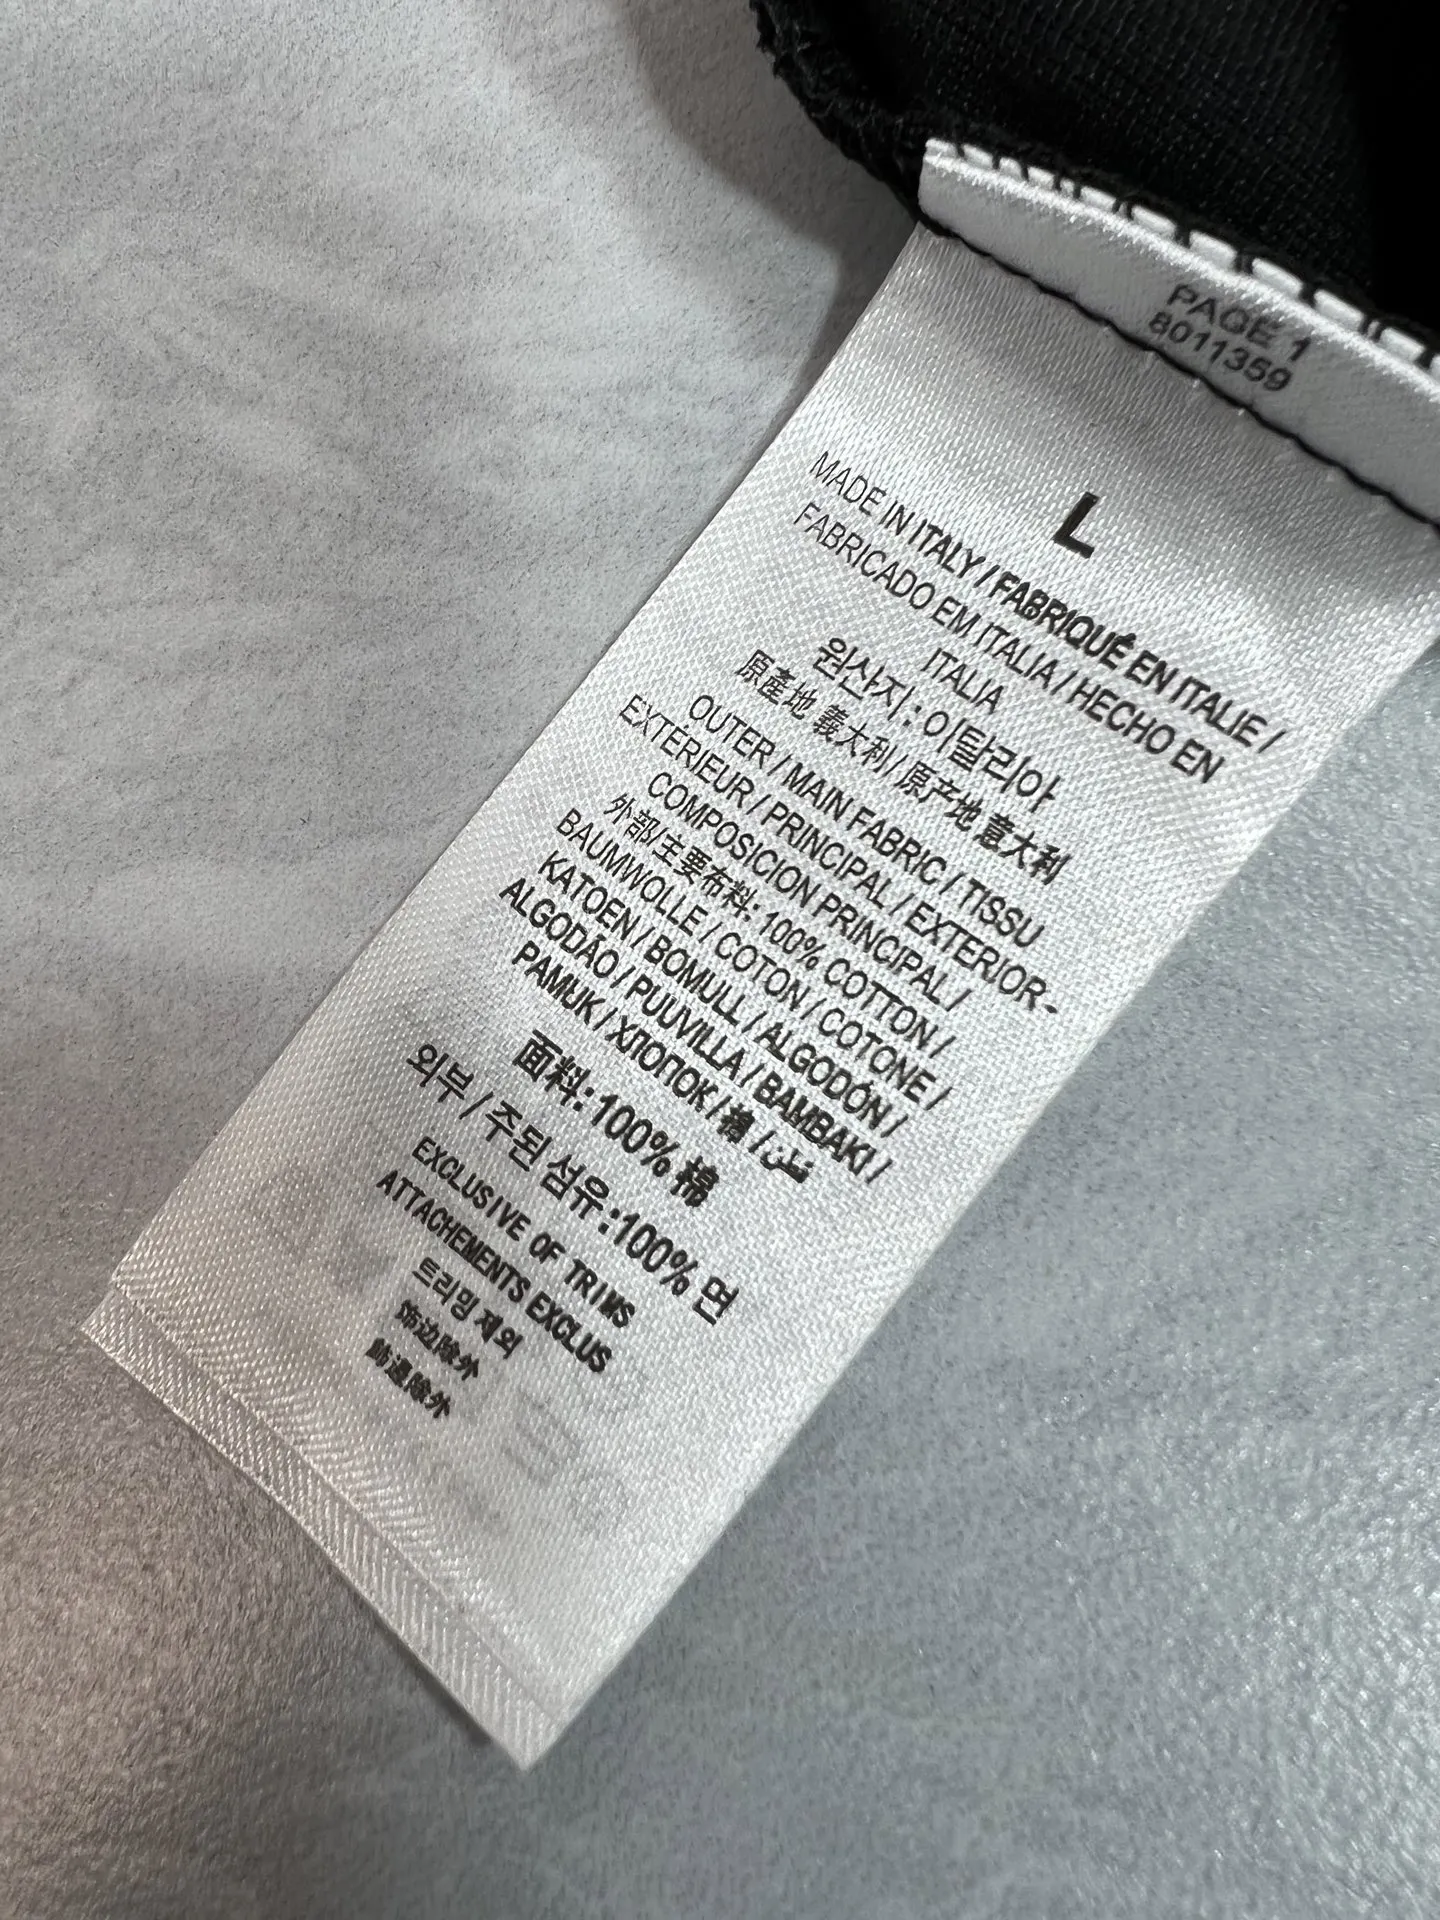 PAGE 1
8011359
L
MADE IN ITALY / FABRIQUÉ EN ITALIE /
FABRICADO EM ITALIA / HECHO EN
ITALIA
원산지 : 이탈리아
原產地 義大利 / 原产地 意大利
OUTER / MAIN FABRIC / TISSU
EXTÉRIEUR / PRINCIPAL / EXTERIOR -
COMPOSICION PRINCIPAL /
外部/主要布料: 100% COTTON /
BAUMWOLLE / COTON / COTONE /
KATOEN / BOMULL / ALGODÓN /
ALGODÃO / PUUVILLA / BAMBAKI /
PAMUK / ХЛОПОК / 棉 / قطن
面料: 100% 棉
외부 / 주된 섬유 :100% 면
EXCLUSIVE OF TRIMS
ATTACHEMENTS EXCLUS
트리밍 제외
饰边除外
飾邊除外